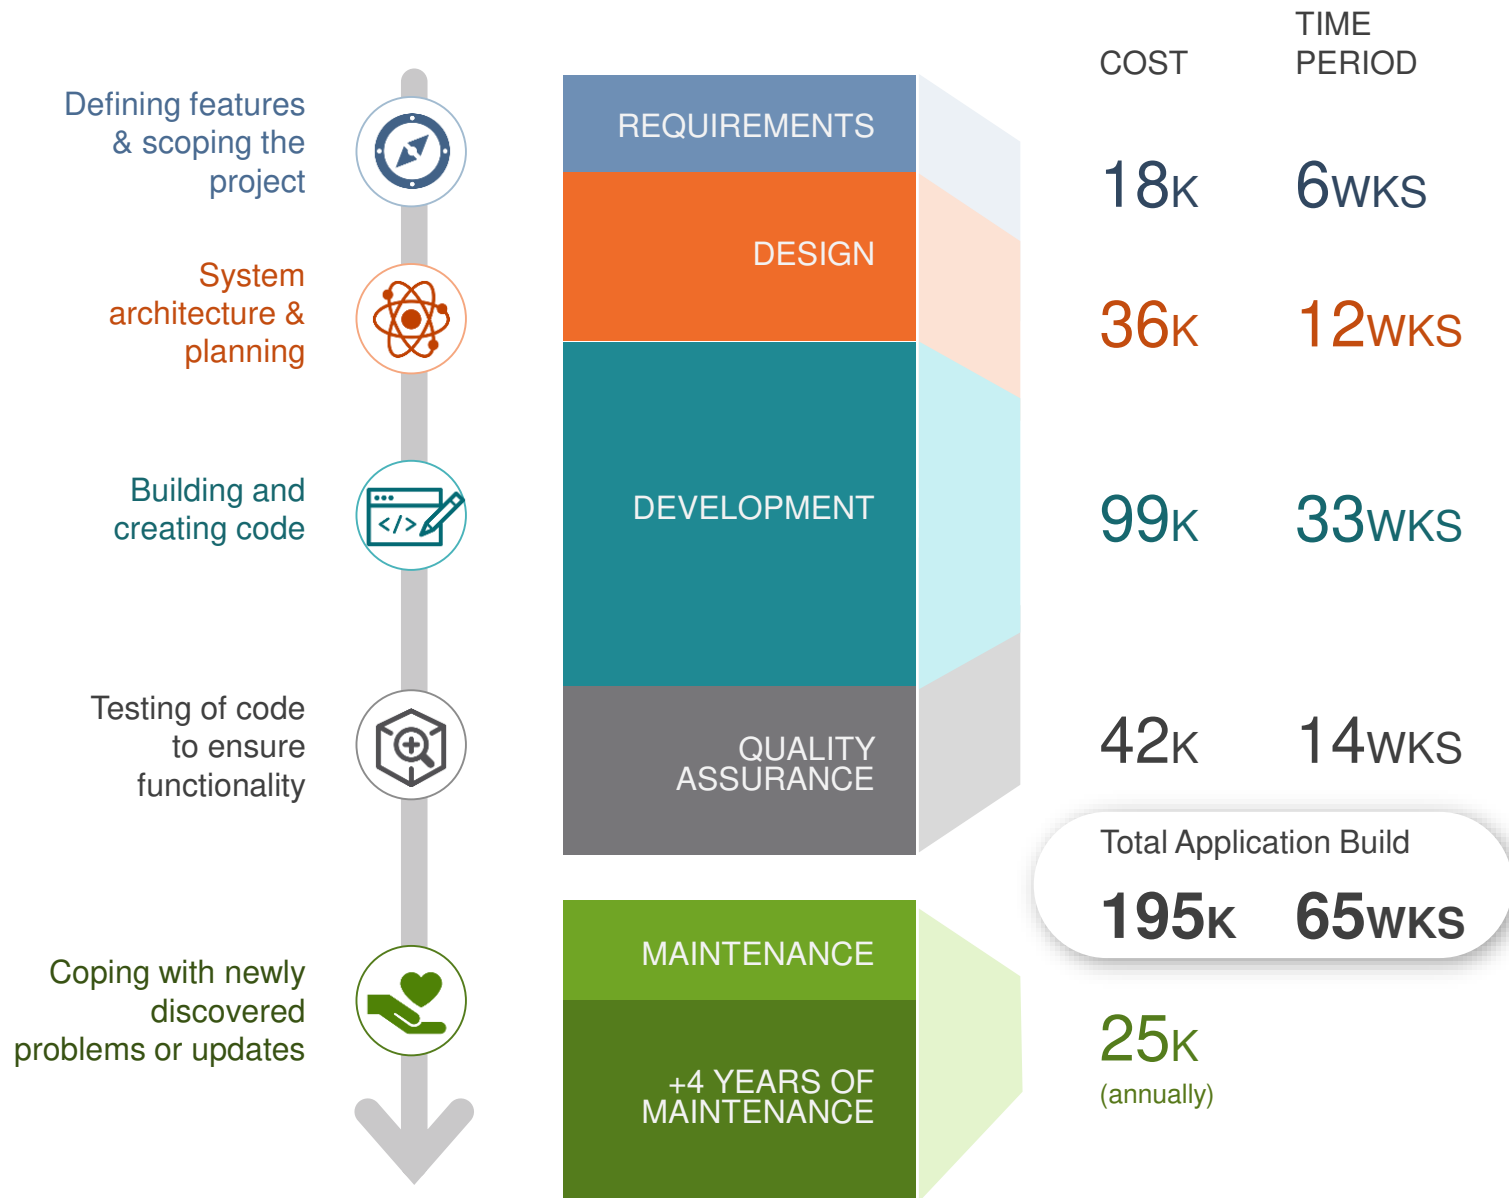 COST
TIME
PERIOD
Defining features
& scoping the
project
REQUIREMENTS
18K
6WKS
System
architecture &
planning
DESIGN
36K
12WKS
Building and
creating code
</>
DEVELOPMENT
99K
33WKS
Testing of code
to ensure
functionality
QUALITY
ASSURANCE
42K
14WKS
Total Application Build
195K
65WKS
Coping with newly
discovered
problems or updates
MAINTENANCE
+4 YEARS OF
MAINTENANCE
25K
(annually)